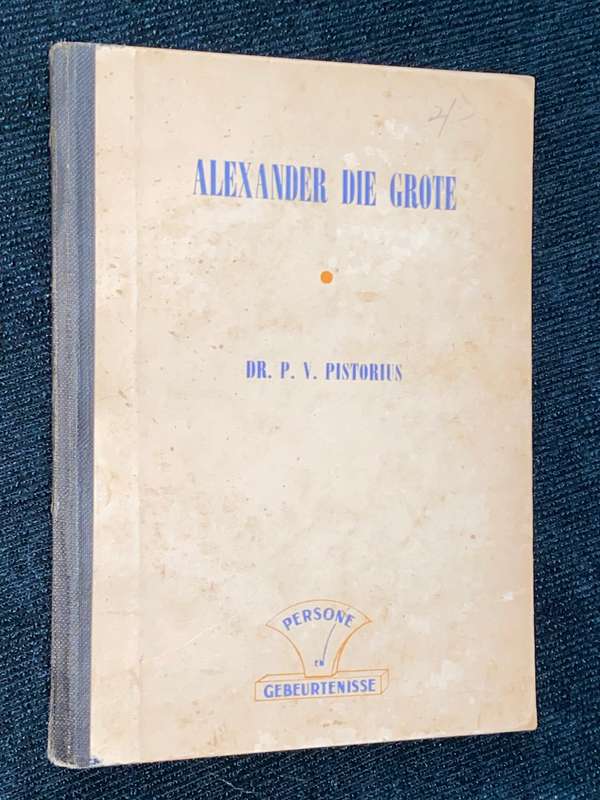 ALEXANDER DIE GROTE
DR. P. V. PISTORIUS
PERSONE
EN
GEBEURTENISSE